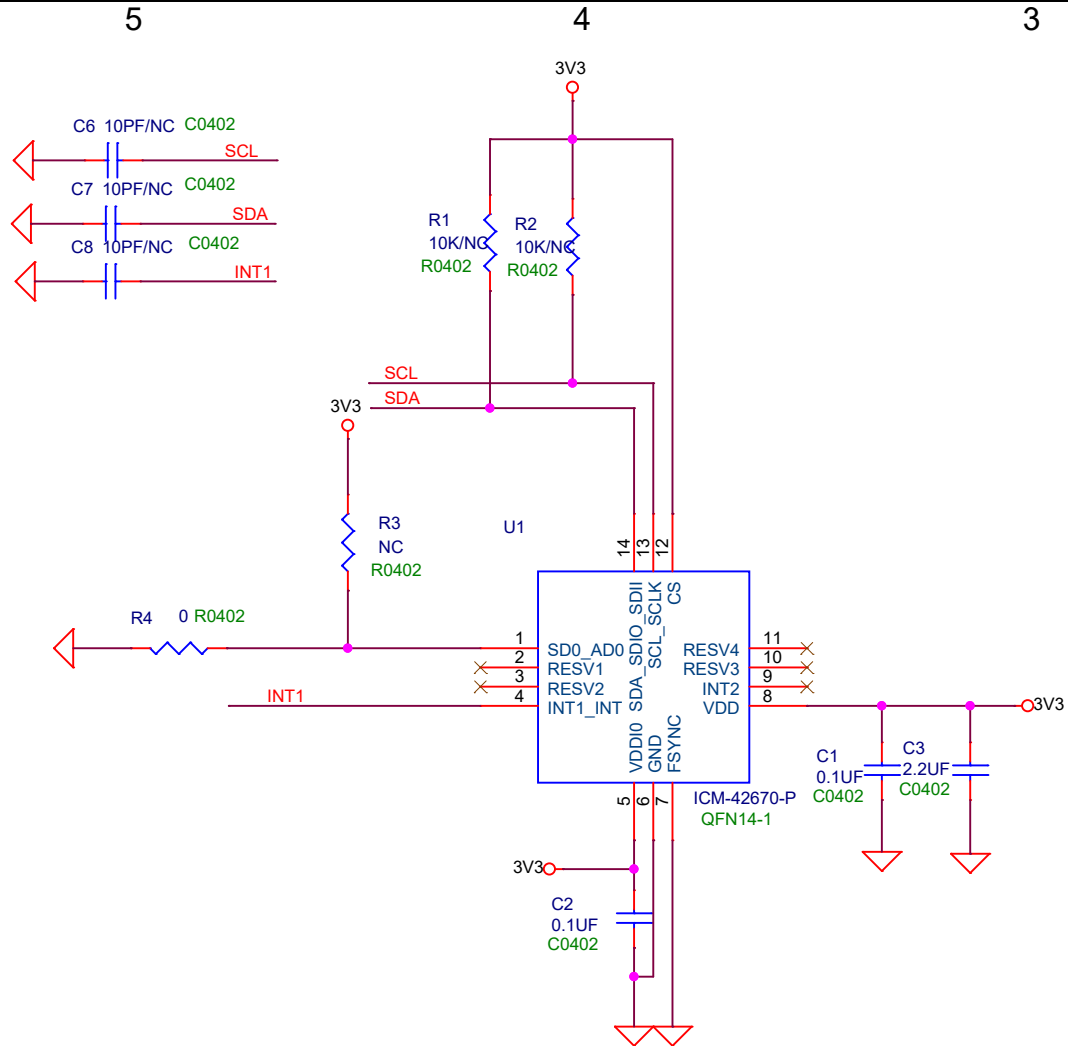 5 4 3
3V3
C6 10PF/NC C0402
SCL
C7 10PF/NC C0402
SDA
C8 10PF/NC C0402
INT1
R1
10K/NC
R0402
R2
10K/NC
R0402
SCL
SDA
3V3
R3
NC
R0402
U1
14
13
12
SDA_SDIO_SDII
SCL_SCLK
CS
R4 0 R0402
1 SD0_AD0
2 RESV1
3 RESV2
4 INT1_INT
INT1
RESV4 11
RESV3 10
INT2 9
VDD 8
3V3
VDDI0
GND
FSYNC
5
6
7
ICM-42670-P
QFN14-1
C1
0.1UF
C0402
C3
2.2UF
C0402
3V3
C2
0.1UF
C0402